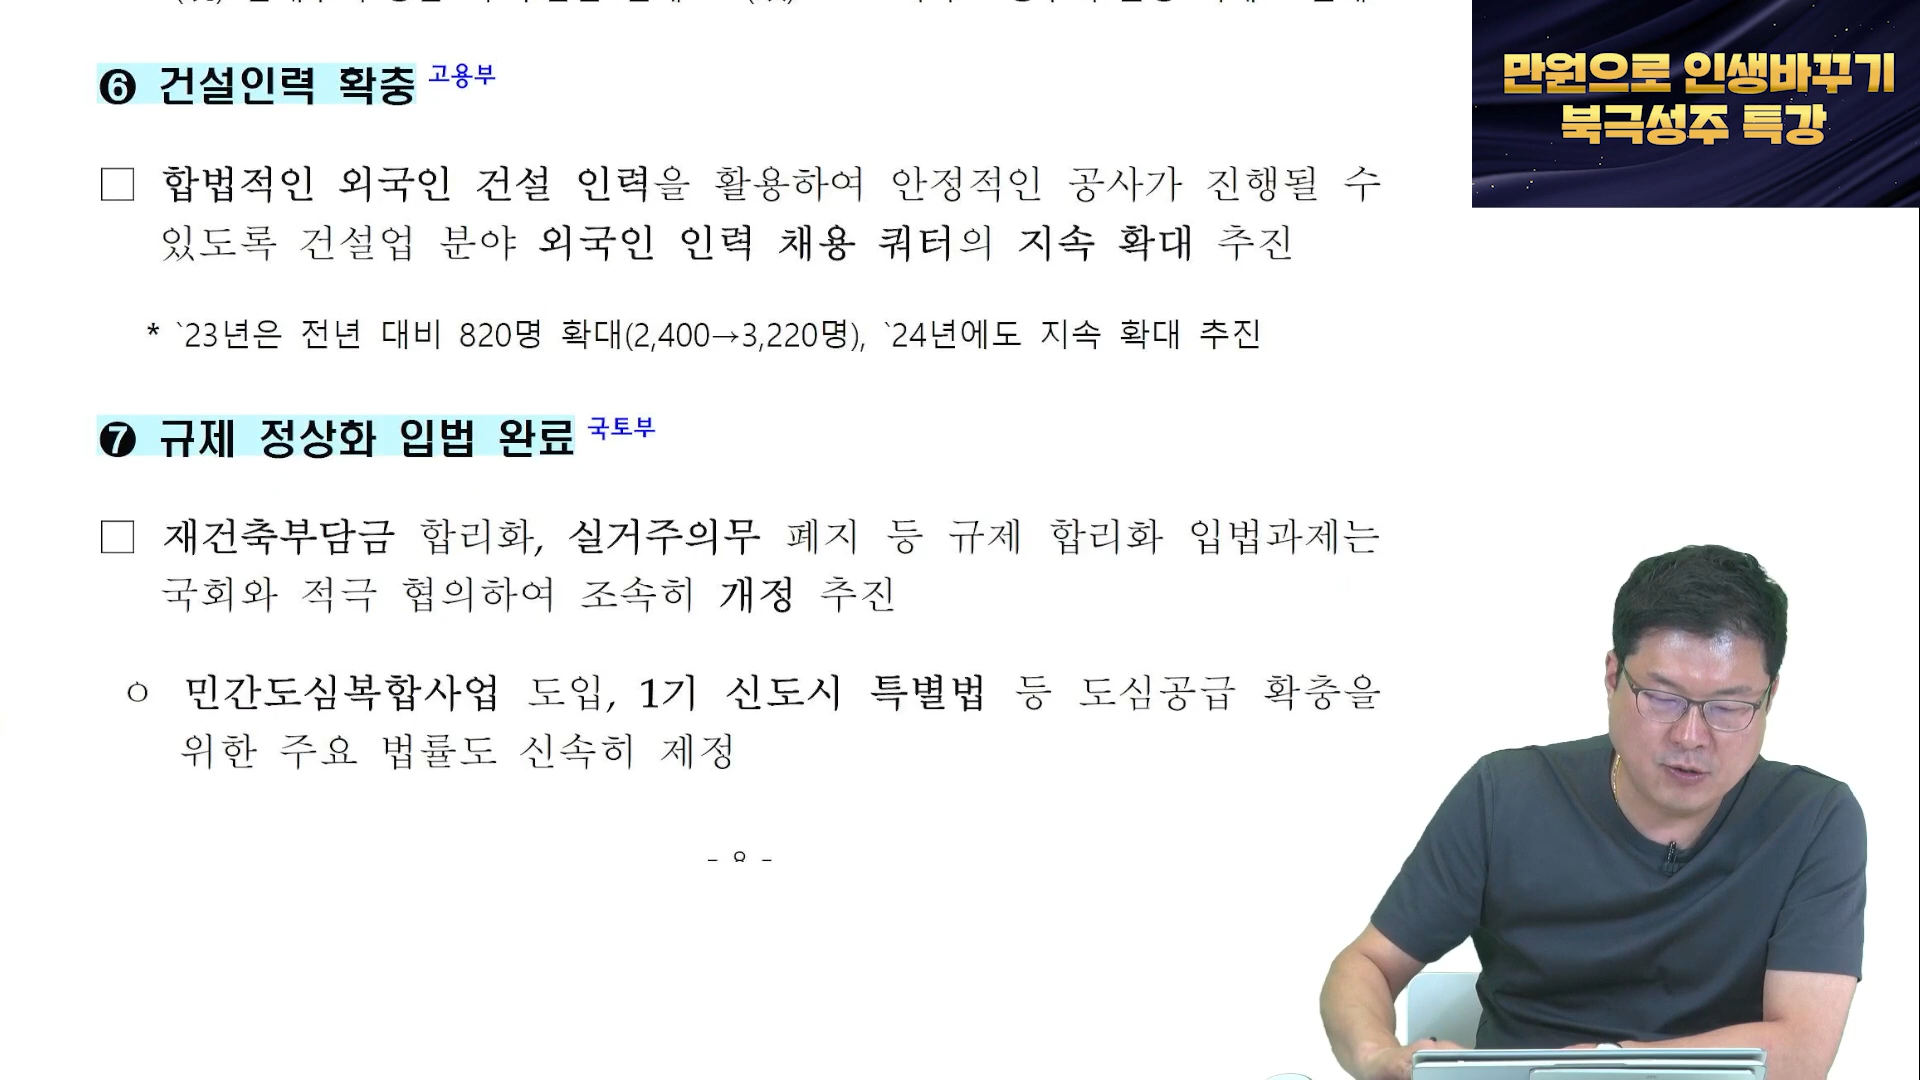 ❻ 건설인력 확충 고용부
□ 합법적인 외국인 건설 인력을 활용하여 안정적인 공사가 진행될 수
있도록 건설업 분야 외국인 인력 채용 쿼터의 지속 확대 추진
* `23년은 전년 대비 820명 확대(2,400→3,220명), `24년에도 지속 확대 추진
❼ 규제 정상화 입법 완료 국토부
□ 재건축부담금 합리화, 실거주의무 폐지 등 규제 합리화 입법과제는
국회와 적극 협의하여 조속히 개정 추진
ㅇ 민간도심복합사업 도입, 1기 신도시 특별법 등 도심공급 확충을
위한 주요 법률도 신속히 제정
만원으로 인생바꾸기
북극성주 특강